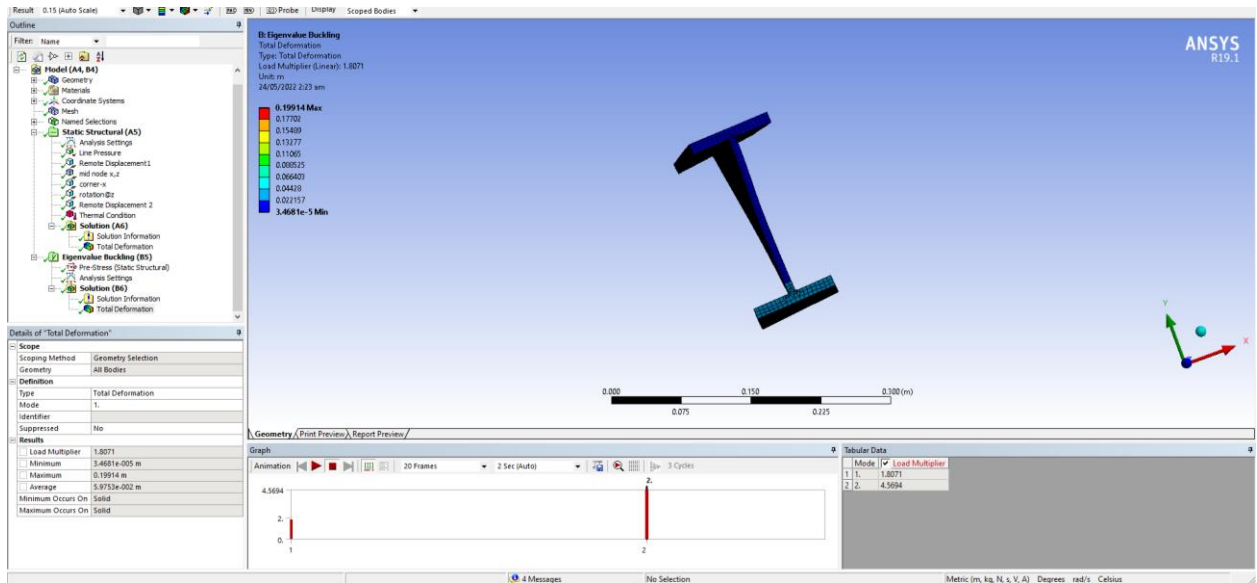 Result 0.15 (Auto Scale) Probe Display Scoped Bodies
Outline
Filter: Name
Model (A4, B4)
Geometry
Materials
Coordinate Systems
Mesh
Named Selections
Static Structural (A5)
Analysis Settings
Line Pressure
Remote Displacement1
mid node x,z
corner-x
rotation@z
Remote Displacement 2
Thermal Condition
Solution (A6)
Solution Information
Total Deformation
Eigenvalue Buckling (B5)
Pre-Stress (Static Structural)
Analysis Settings
Solution (B6)
Solution Information
Total Deformation
Details of "Total Deformation"
Scope
Scoping Method Geometry Selection
Geometry All Bodies
Definition
Type Total Deformation
Mode 1.
Identifier
Suppressed No
Results
Load Multiplier 1.8071
Minimum 3.4681e-005 m
Maximum 0.19914 m
Average 5.9753e-002 m
Minimum Occurs On Solid
Maximum Occurs On Solid
B: Eigenvalue Buckling
Total Deformation
Type: Total Deformation
Load Multiplier (Linear): 1.8071
Unit: m
24/05/2022 2:23 am
0.19914 Max
0.17702
0.15489
0.13277
0.11065
0.088525
0.066403
0.04428
0.022157
3.4681e-5 Min
ANSYS
R19.1
Y
X
0.000 0.150 0.300 (m)
0.075 0.225
Geometry Print Preview Report Preview
Graph
Animation 20 Frames 2 Sec (Auto) 3 Cycles
2.
4.5694
2.
0.
1 2
Tabular Data
Mode Load Multiplier
1 1. 1.8071
2 2. 4.5694
4 Messages No Selection Metric (m, kg, N, s, V, A) Degrees rad/s Celsius